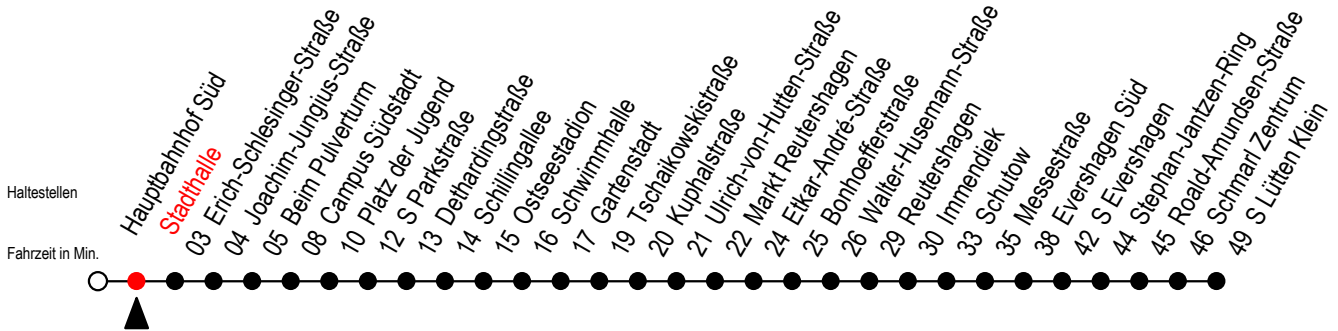 Haltestellen
Fahrzeit in Min.
Hauptbahnhof Süd
Stadthalle
03 Erich-Schlesinger-Straße
04 Joachim-Jungius-Straße
05 Beim Pulverturm
08 Campus Südstadt
10 Platz der Jugend
12 S Parkstraße
13 Dethardingstraße
14 Schillingallee
15 Ostseestadion
16 Schwimmhalle
17 Gartenstadt
19 Tschaikowskistraße
20 Kuphalstraße
21 Ulrich-von-Hutten-Straße
22 Markt Reutershagen
24 Etkar-André-Straße
25 Bonhoefferstraße
26 Walter-Husemann-Straße
29 Reutershagen
30 Immendiek
33 Schutow
35 Messestraße
38 Evershagen Süd
42 S Evershagen
44 Stephan-Jantzen-Ring
45 Roald-Amundsen-Straße
46 Schmarl Zentrum
49 S Lütten Klein